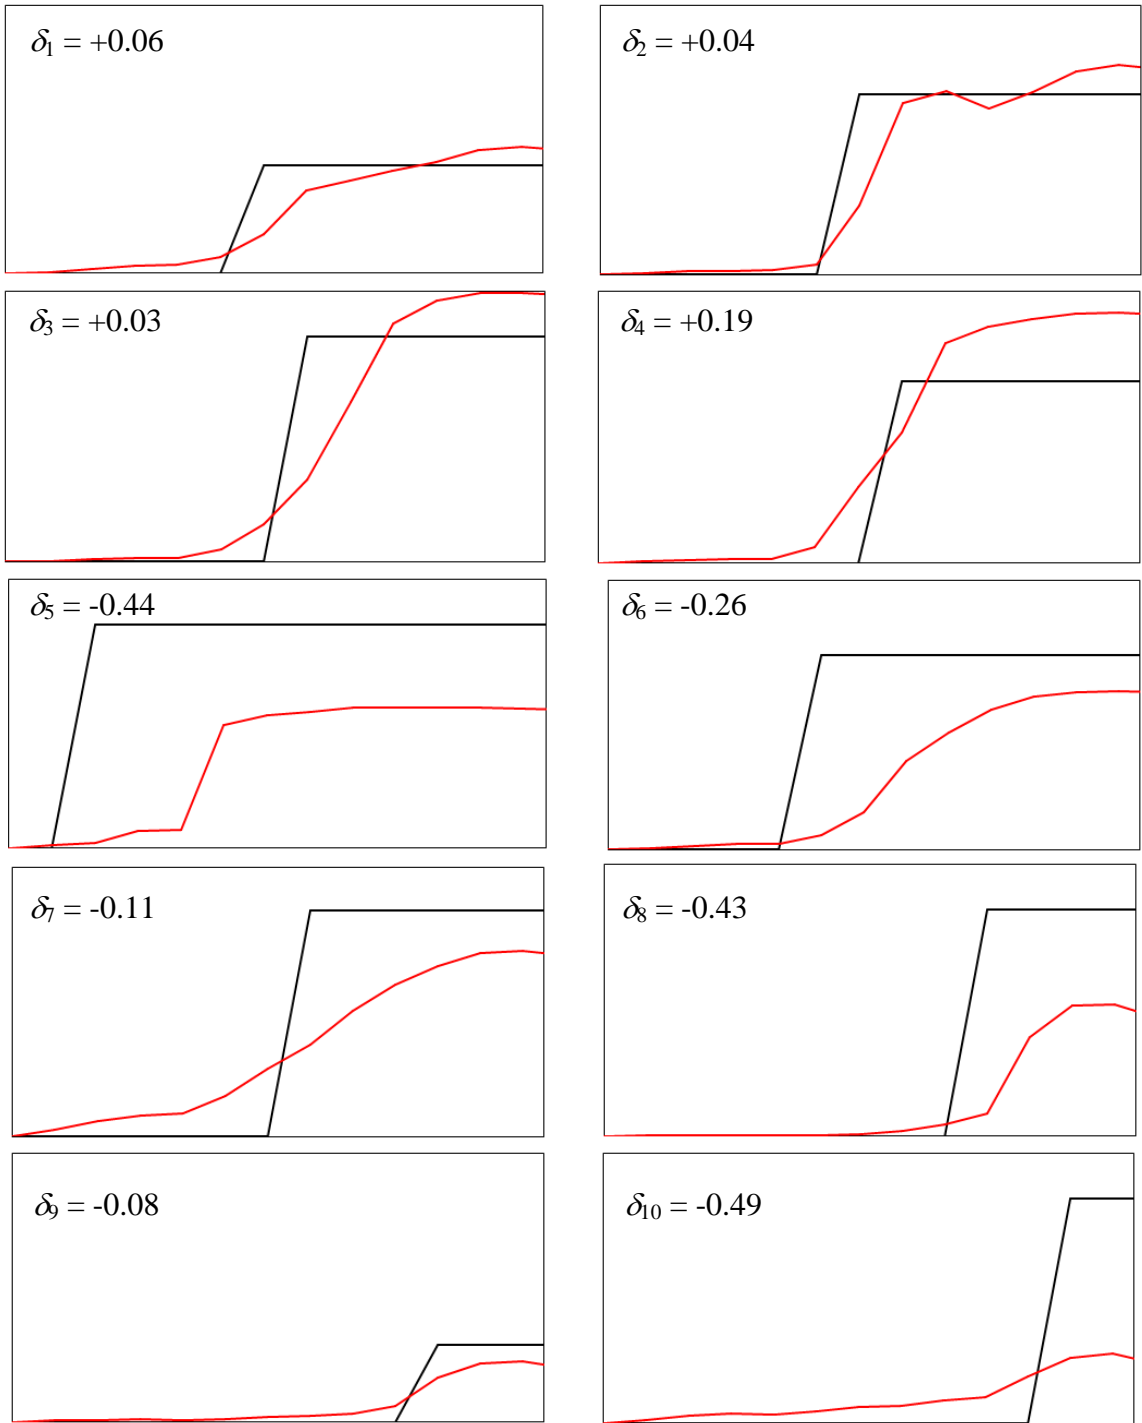 δ₁ = +0.06
δ₂ = +0.04
δ₃ = +0.03
δ₄ = +0.19
δ₅ = -0.44
δ₆ = -0.26
δ₇ = -0.11
δ₈ = -0.43
δ₉ = -0.08
δ₁₀ = -0.49